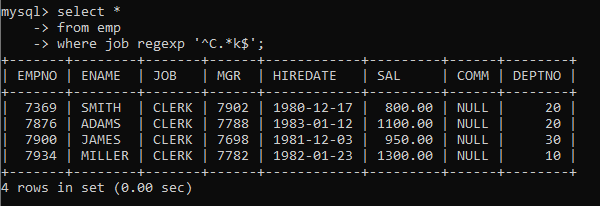 mysql> select *
    -> from emp
    -> where job regexp '^C.*k$';
+-------+--------+-------+------+------------+---------+------+--------+
| EMPNO | ENAME  | JOB   | MGR  | HIREDATE   | SAL     | COMM | DEPTNO |
+-------+--------+-------+------+------------+---------+------+--------+
|  7369 | SMITH  | CLERK | 7902 | 1980-12-17 |  800.00 | NULL |     20 |
|  7876 | ADAMS  | CLERK | 7788 | 1983-01-12 | 1100.00 | NULL |     20 |
|  7900 | JAMES  | CLERK | 7698 | 1981-12-03 |  950.00 | NULL |     30 |
|  7934 | MILLER | CLERK | 7782 | 1982-01-23 | 1300.00 | NULL |     10 |
+-------+--------+-------+------+------------+---------+------+--------+
4 rows in set (0.00 sec)